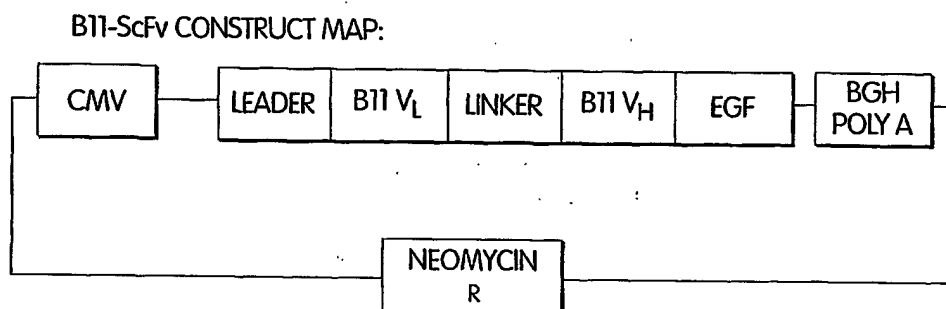 B11-ScFv CONSTRUCT MAP:
CMV
LEADER
B11 VL
LINKER
B11 VH
EGF
BGH
POLY A
NEOMYCIN
R